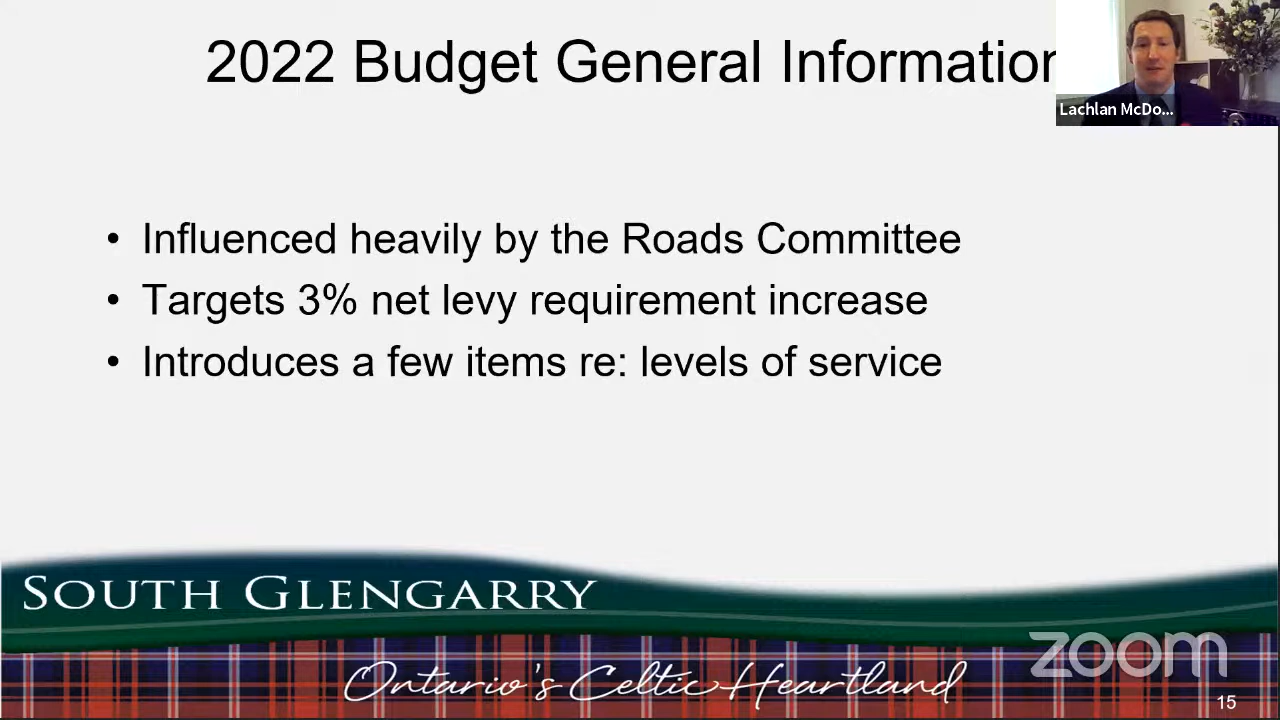 2022 Budget General Information
Lachlan McDo...
• Influenced heavily by the Roads Committee
• Targets 3% net levy requirement increase
• Introduces a few items re: levels of service
SOUTH GLENGARRY
zoom
Ontario's Celtic Heartland
15